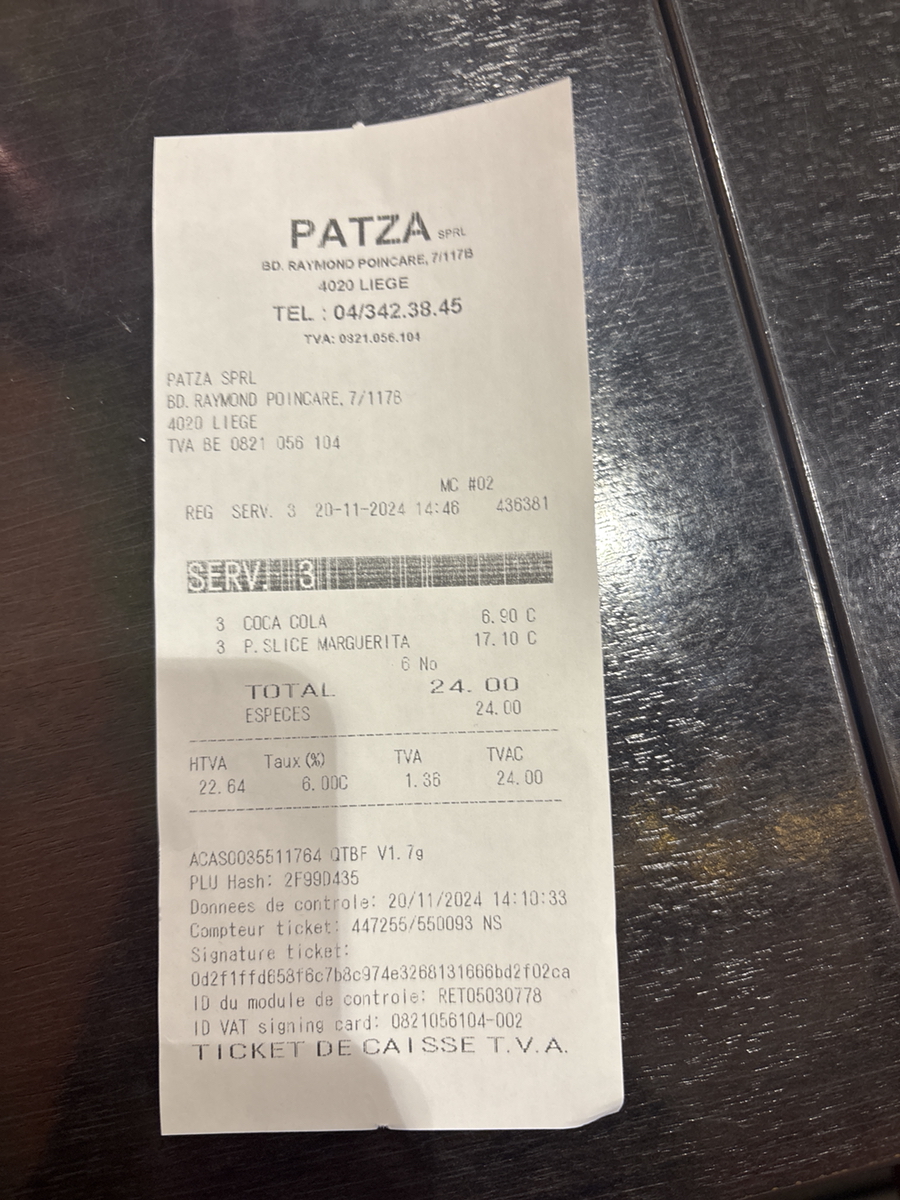 PATZA SPRL
BD. RAYMOND POINCARE, 7/117B
4020 LIEGE
TEL : 04/342.38.45
TVA: 0821.056.104
PATZA SPRL
BD. RAYMOND POINCARE, 7/117B
4020 LIEGE
TVA BE 0821 056 104
MC #02
REG SERV. 3 20-11-2024 14:46 436381
SERV. 3
3 COCA COLA 6.90 C
3 P.SLICE MARGUERITA 17.10 C
6 No
TOTAL 24.00
ESPECES 24.00
HTVA Taux(%) TVA TVAC
22.64 6.00C 1.36 24.00
ACAS0035511764 QTBF V1.7g
PLU Hash: 2F99D435
Donnees de controle: 20/11/2024 14:10:33
Compteur ticket: 447255/550093 NS
Signature ticket:
0d2f1ffd658f6c7b8c974e3268131666bd2f02ca
ID du module de controle: RET05030778
ID VAT signing card: 0821056104-002
TICKET DE CAISSE T.V.A.